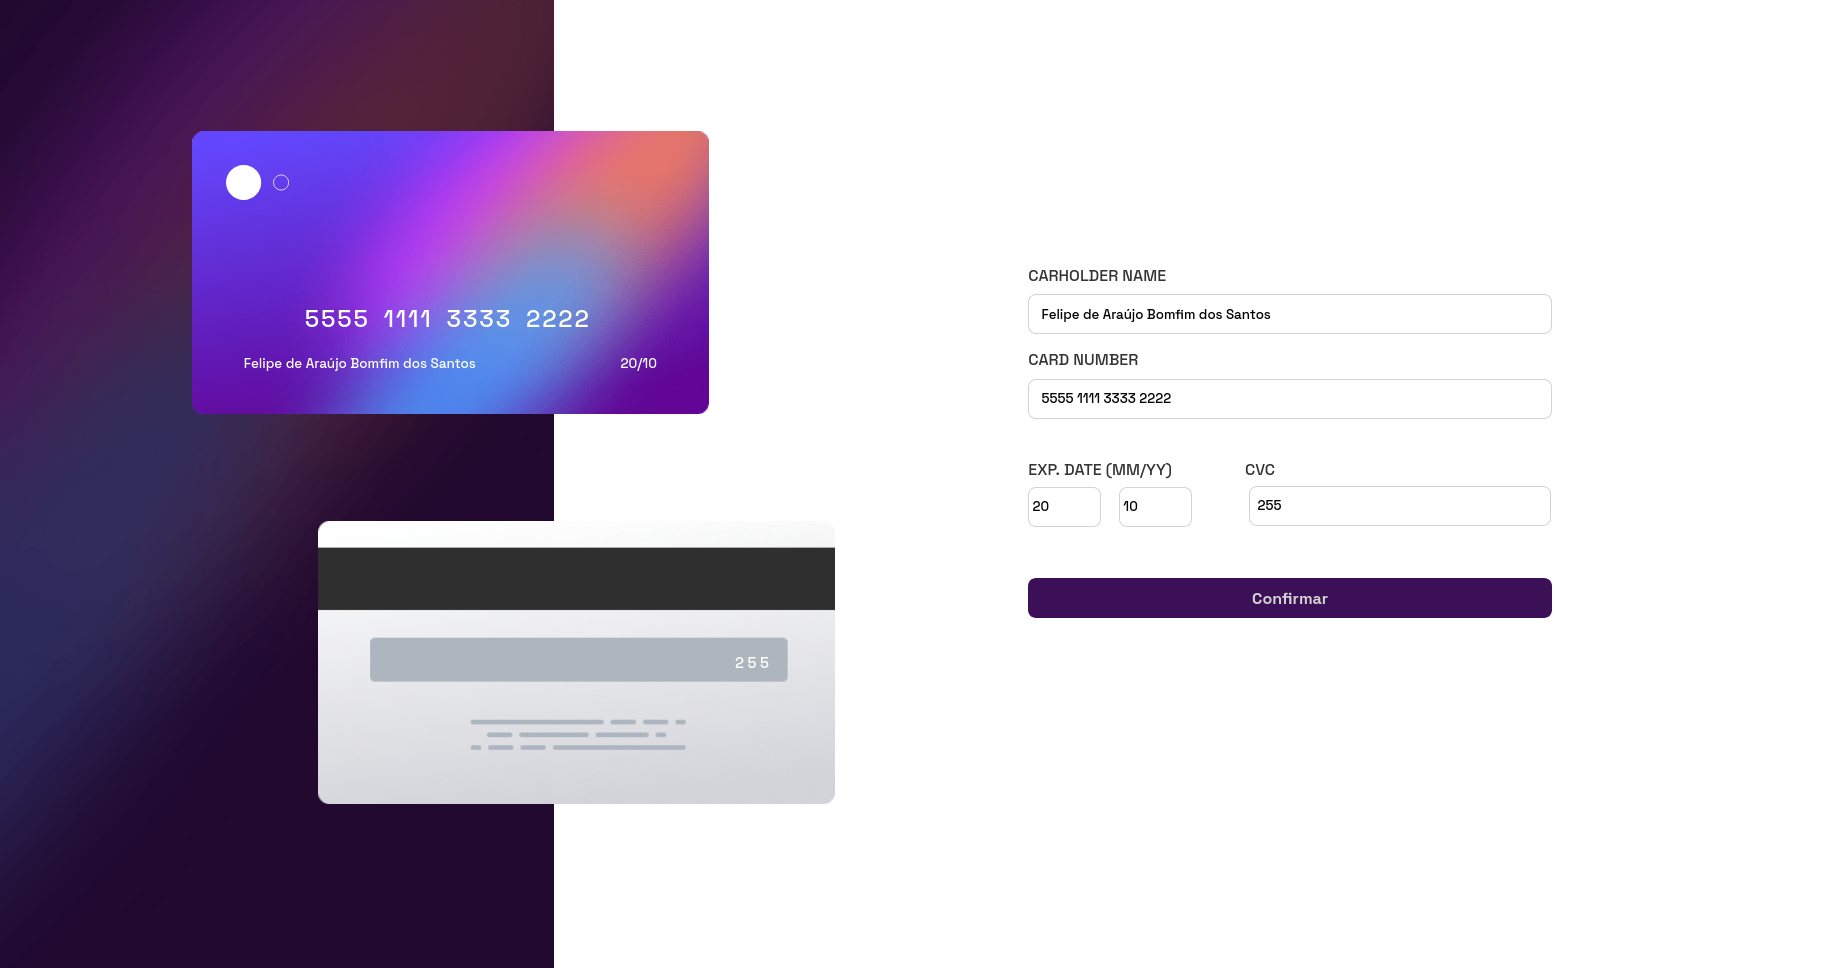 5555 1111 3333 2222
Felipe de Araújo Bomfim dos Santos 20/10
255
CARHOLDER NAME
Felipe de Araújo Bomfim dos Santos
CARD NUMBER
5555 1111 3333 2222
EXP. DATE (MM/YY) CVC
20 10 255
Confirmar